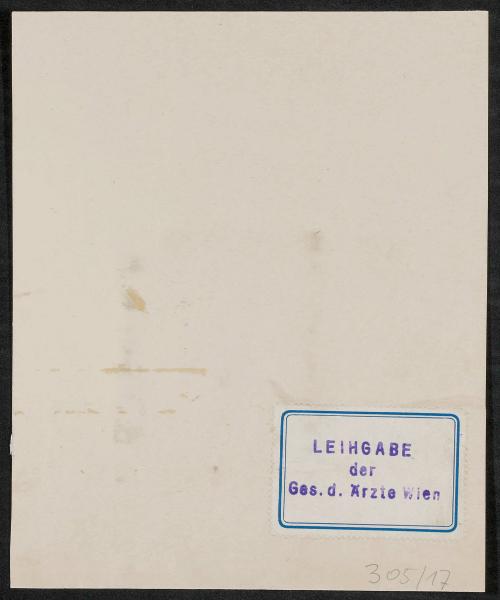 LEIHGABE
der
Ges. d. Ärzte Wien
305/17